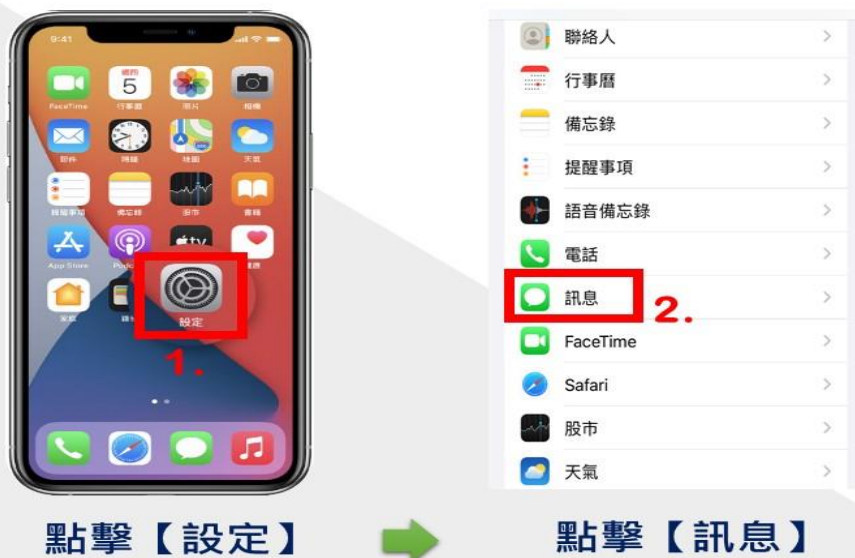 9:41
FaceTime
週四
5
行事曆
照片
相機
郵件
時鐘
地圖
天氣
提醒事項
備忘錄
股市
書籍
tv
App Store
家庭
設定
1.
聯絡人
行事曆
備忘錄
提醒事項
語音備忘錄
電話
訊息
2.
FaceTime
Safari
股市
天氣
點擊【設定】
點擊【訊息】